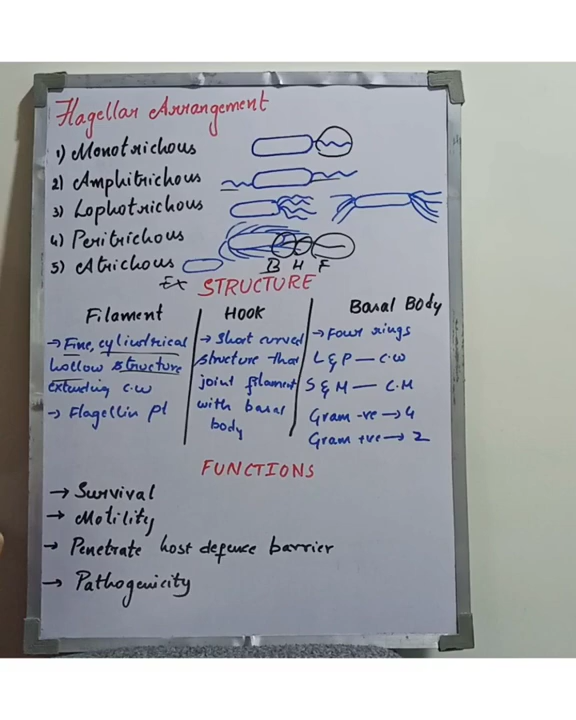 Flagellar Arrangement
1) Monotrichous
2) Amphitrichous
3) Lophotrichous
4) Peritrichous
5) Atrichous
B H F
Ex
STRUCTURE
Filament
→ Fine, cylindrical
hollow structure
extending c.w
→ Flagellin pt
HOOK
→ Short curved
structure that
joint filament
with basal
body
Basal Body
→ Four rings
L & P — C.W
S & M — C.M
Gram -ve → 4
Gram +ve → 2
FUNCTIONS
→ Survival
→ Motility
→ Penetrate host defence barrier
→ Pathogenicity